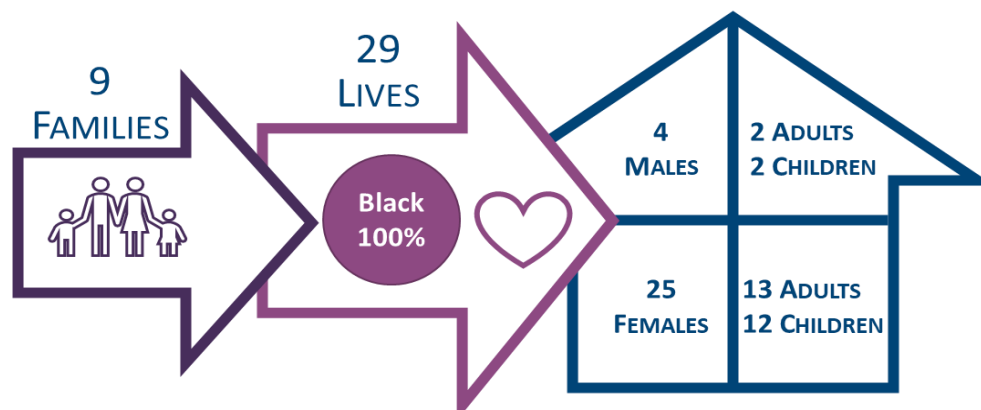 9
FAMILIES
29
LIVES
Black
100%
4
MALES
2 ADULTS
2 CHILDREN
25
FEMALES
13 ADULTS
12 CHILDREN